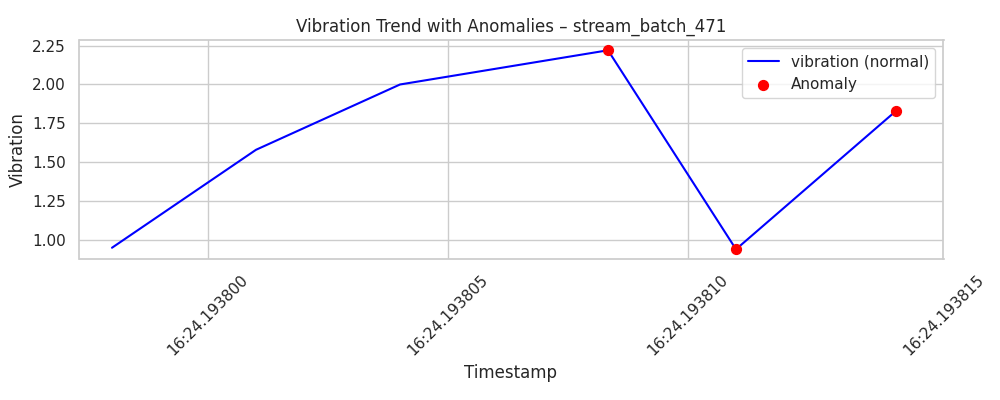 Vibration Trend with Anomalies – stream_batch_471
vibration (normal)
Anomaly
Vibration
2.25
2.00
1.75
1.50
1.25
1.00
16:24.193800
16:24.193805
16:24.193810
16:24.193815
Timestamp